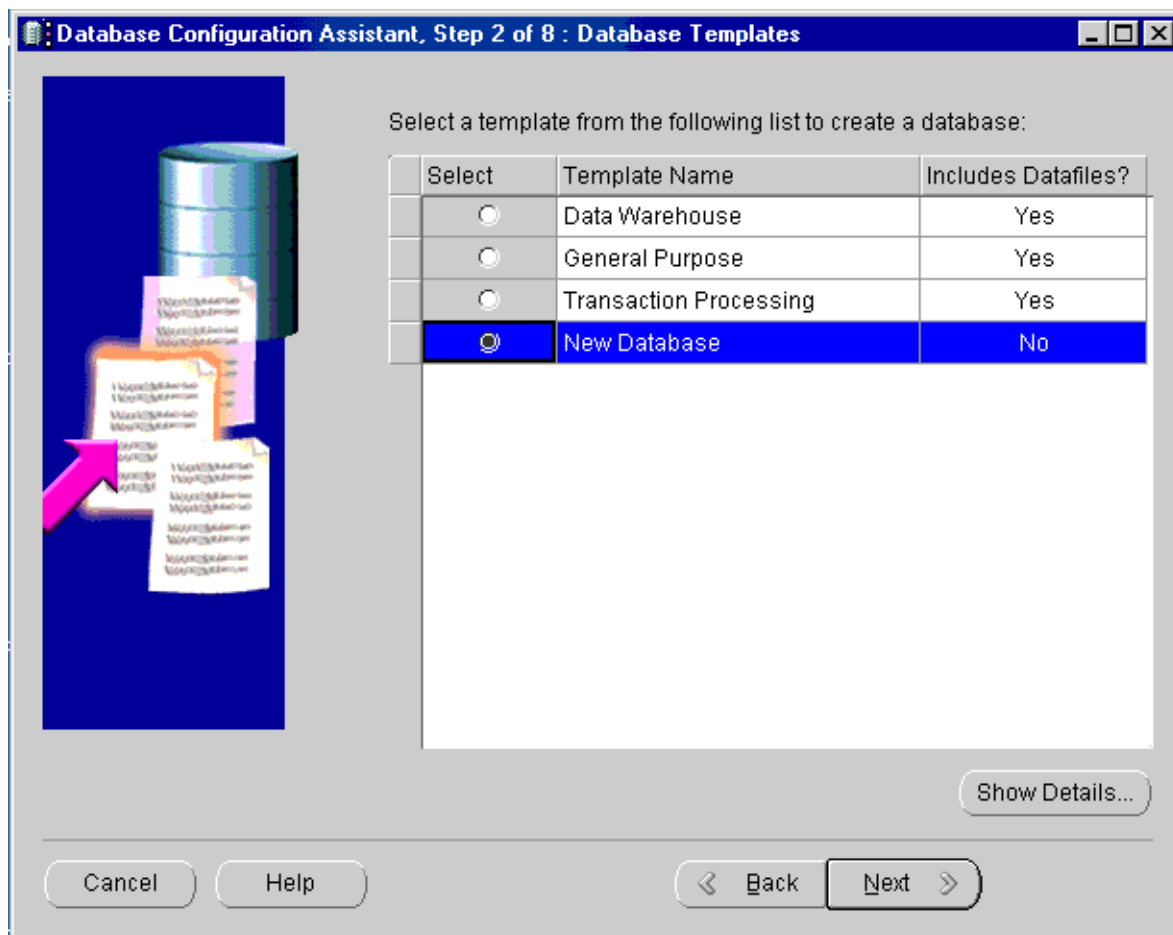 Database Configuration Assistant, Step 2 of 8 : Database Templates
Select a template from the following list to create a database:
Select Template Name Includes Datafiles?
Data Warehouse Yes
General Purpose Yes
Transaction Processing Yes
New Database No
Show Details...
Cancel Help Back Next